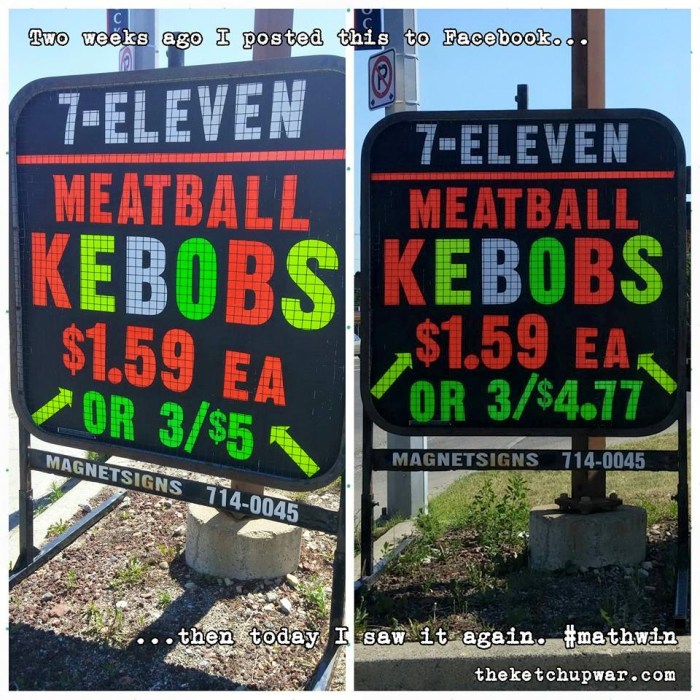 Two weeks ago I posted this to Facebook...
7-ELEVEN
MEATBALL
KEBOBS
$1.59 EA
OR 3/$5
MAGNETSIGNS 714-0045
P
7-ELEVEN
MEATBALL
KEBOBS
$1.59 EA
OR 3/$4.77
MAGNETSIGNS 714-0045
...then today I saw it again. #mathwin
theketchupwar.com